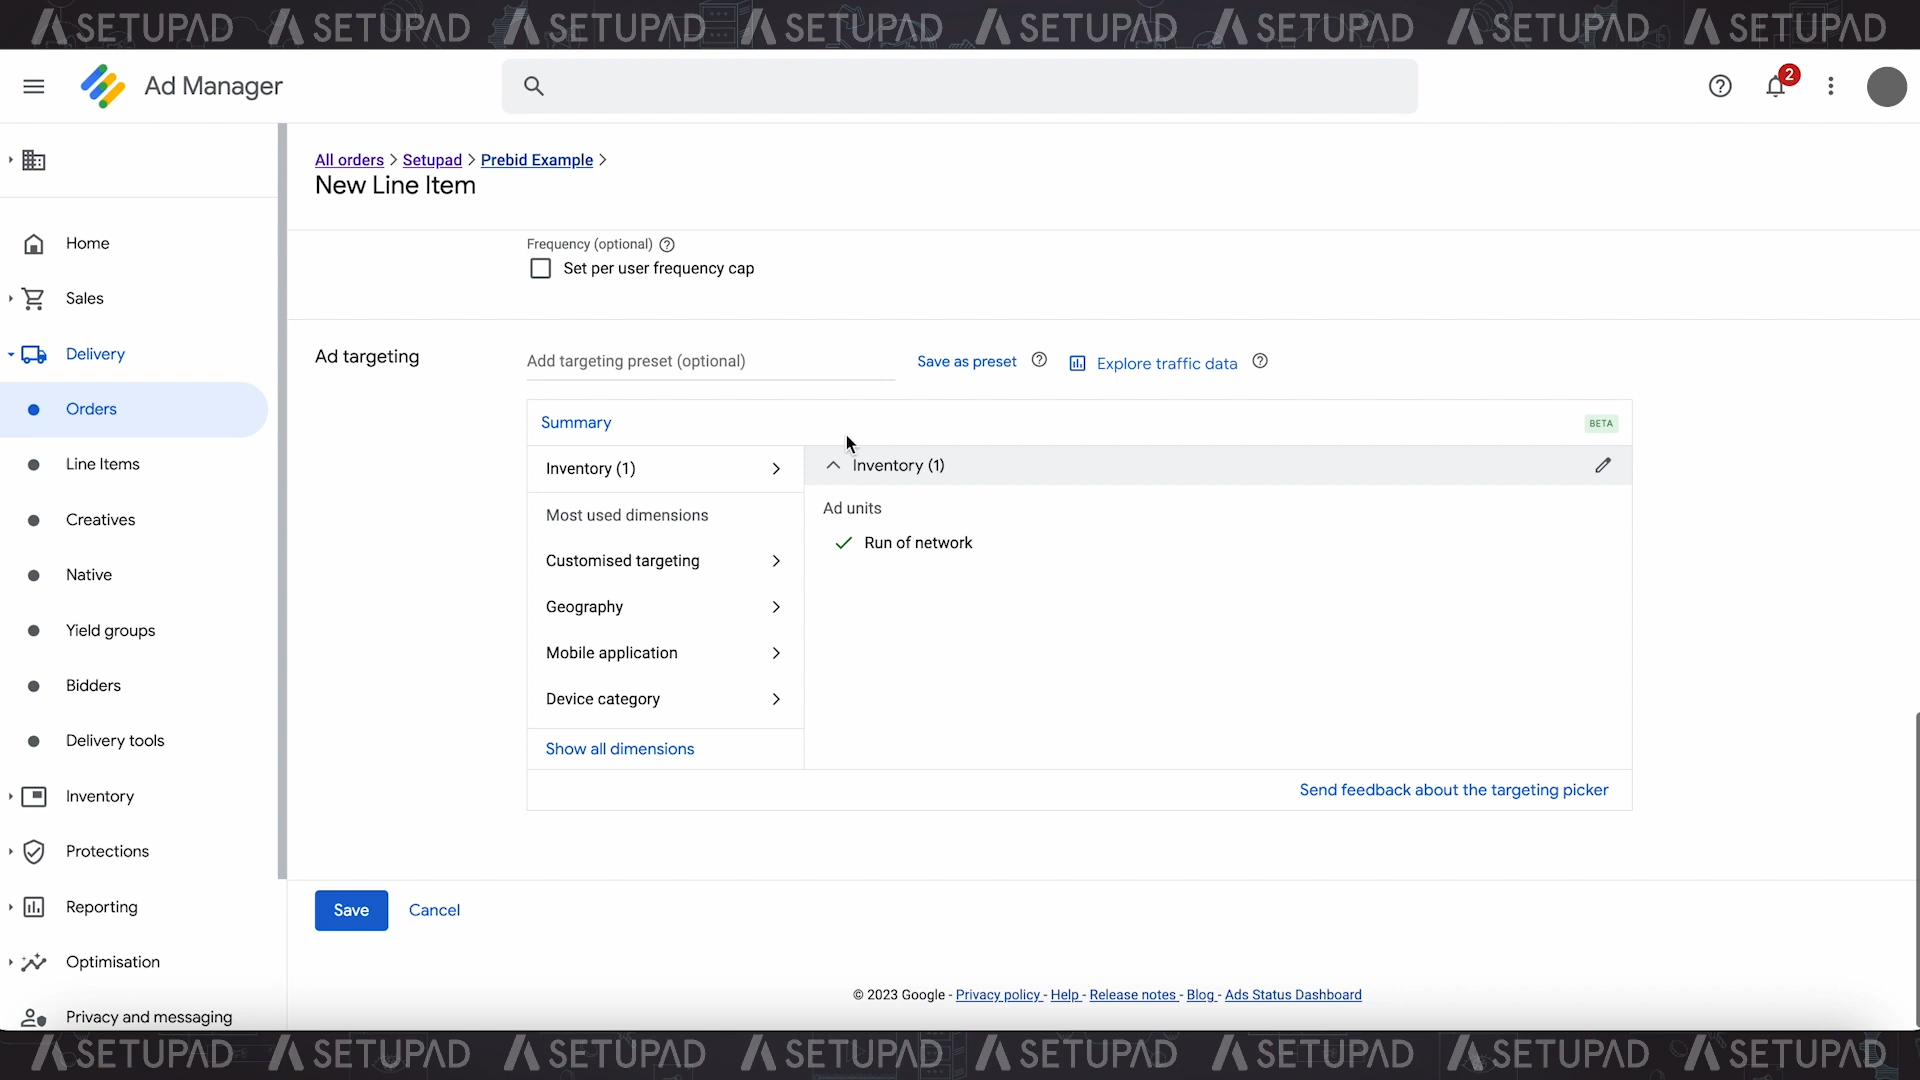 SETUPAD SETUPAD SETUPAD SETUPAD SETUPAD SETUPAD SETUPAD SETUPAD
Ad Manager
2
All orders > Setupad > Prebid Example >
New Line Item
Home
Sales
Delivery
Orders
Line Items
Creatives
Native
Yield groups
Bidders
Delivery tools
Inventory
Protections
Reporting
Optimisation
Privacy and messaging
Frequency (optional)
Set per user frequency cap
Ad targeting
Add targeting preset (optional)
Save as preset
Explore traffic data
Summary
BETA
Inventory (1)
Most used dimensions
Customised targeting
Geography
Mobile application
Device category
Show all dimensions
Inventory (1)
Ad units
Run of network
Send feedback about the targeting picker
Save
Cancel
© 2023 Google - Privacy policy - Help - Release notes - Blog - Ads Status Dashboard
SETUPAD SETUPAD SETUPAD SETUPAD SETUPAD SETUPAD SETUPAD SETUPAD